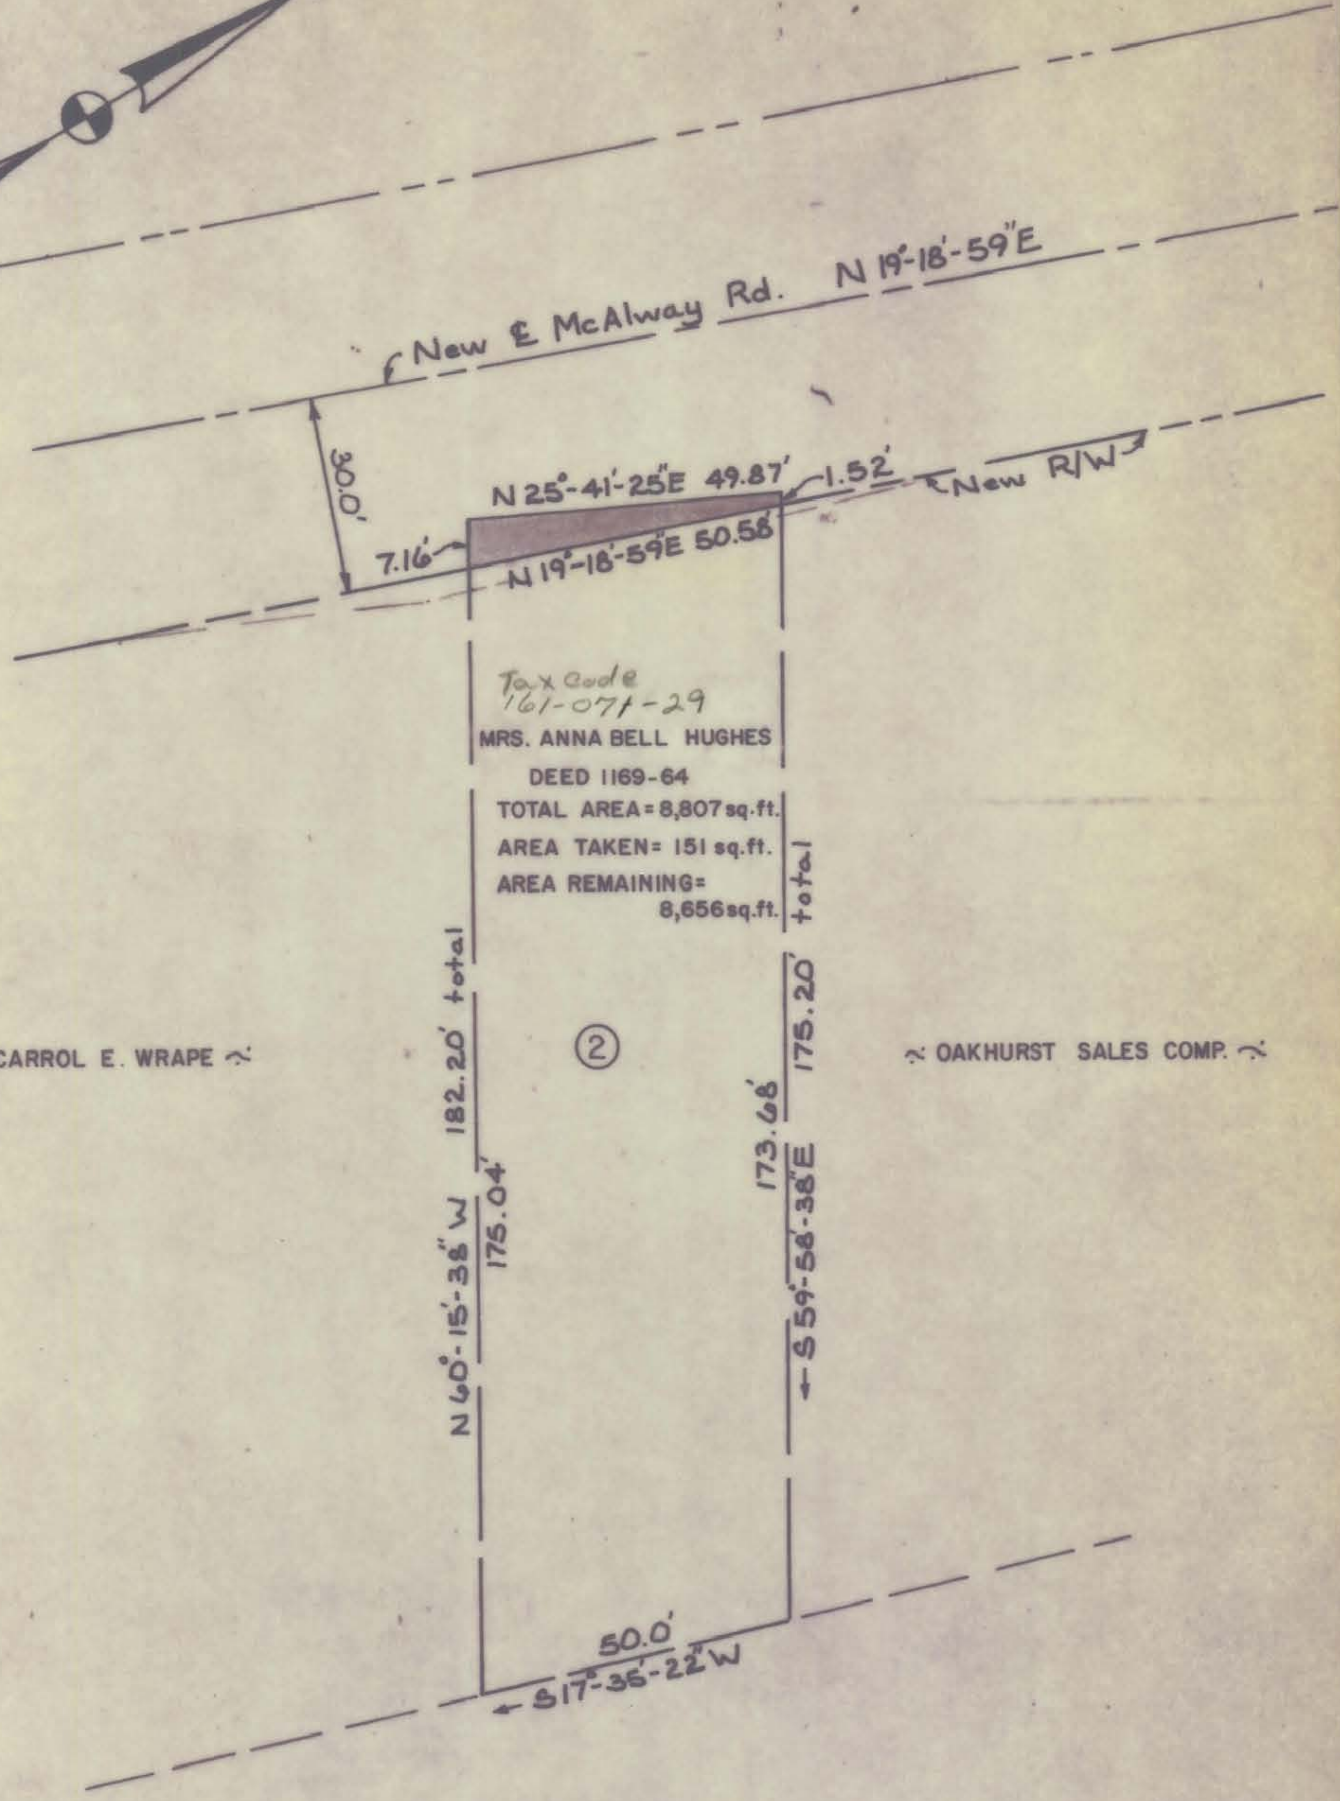 New ℄ McAlway Rd. N 19°-18'-59"E
30.0'
N 25°-41'-25"E 49.87'
1.52'
New R/W
7.16'
N 19°-18'-59"E 50.58'
Tax Code
161-071-29
MRS. ANNA BELL HUGHES
DEED 1169-64
TOTAL AREA = 8,807 sq.ft.
AREA TAKEN = 151 sq.ft.
AREA REMAINING =
8,656 sq.ft.
N 60°-15'-38" W 182.20' total
175.04'
173.68'
S 59°-58'-38"E 175.20' total
CARROL E. WRAPE
2
OAKHURST SALES COMP.
50.0'
S 17°-35'-22" W